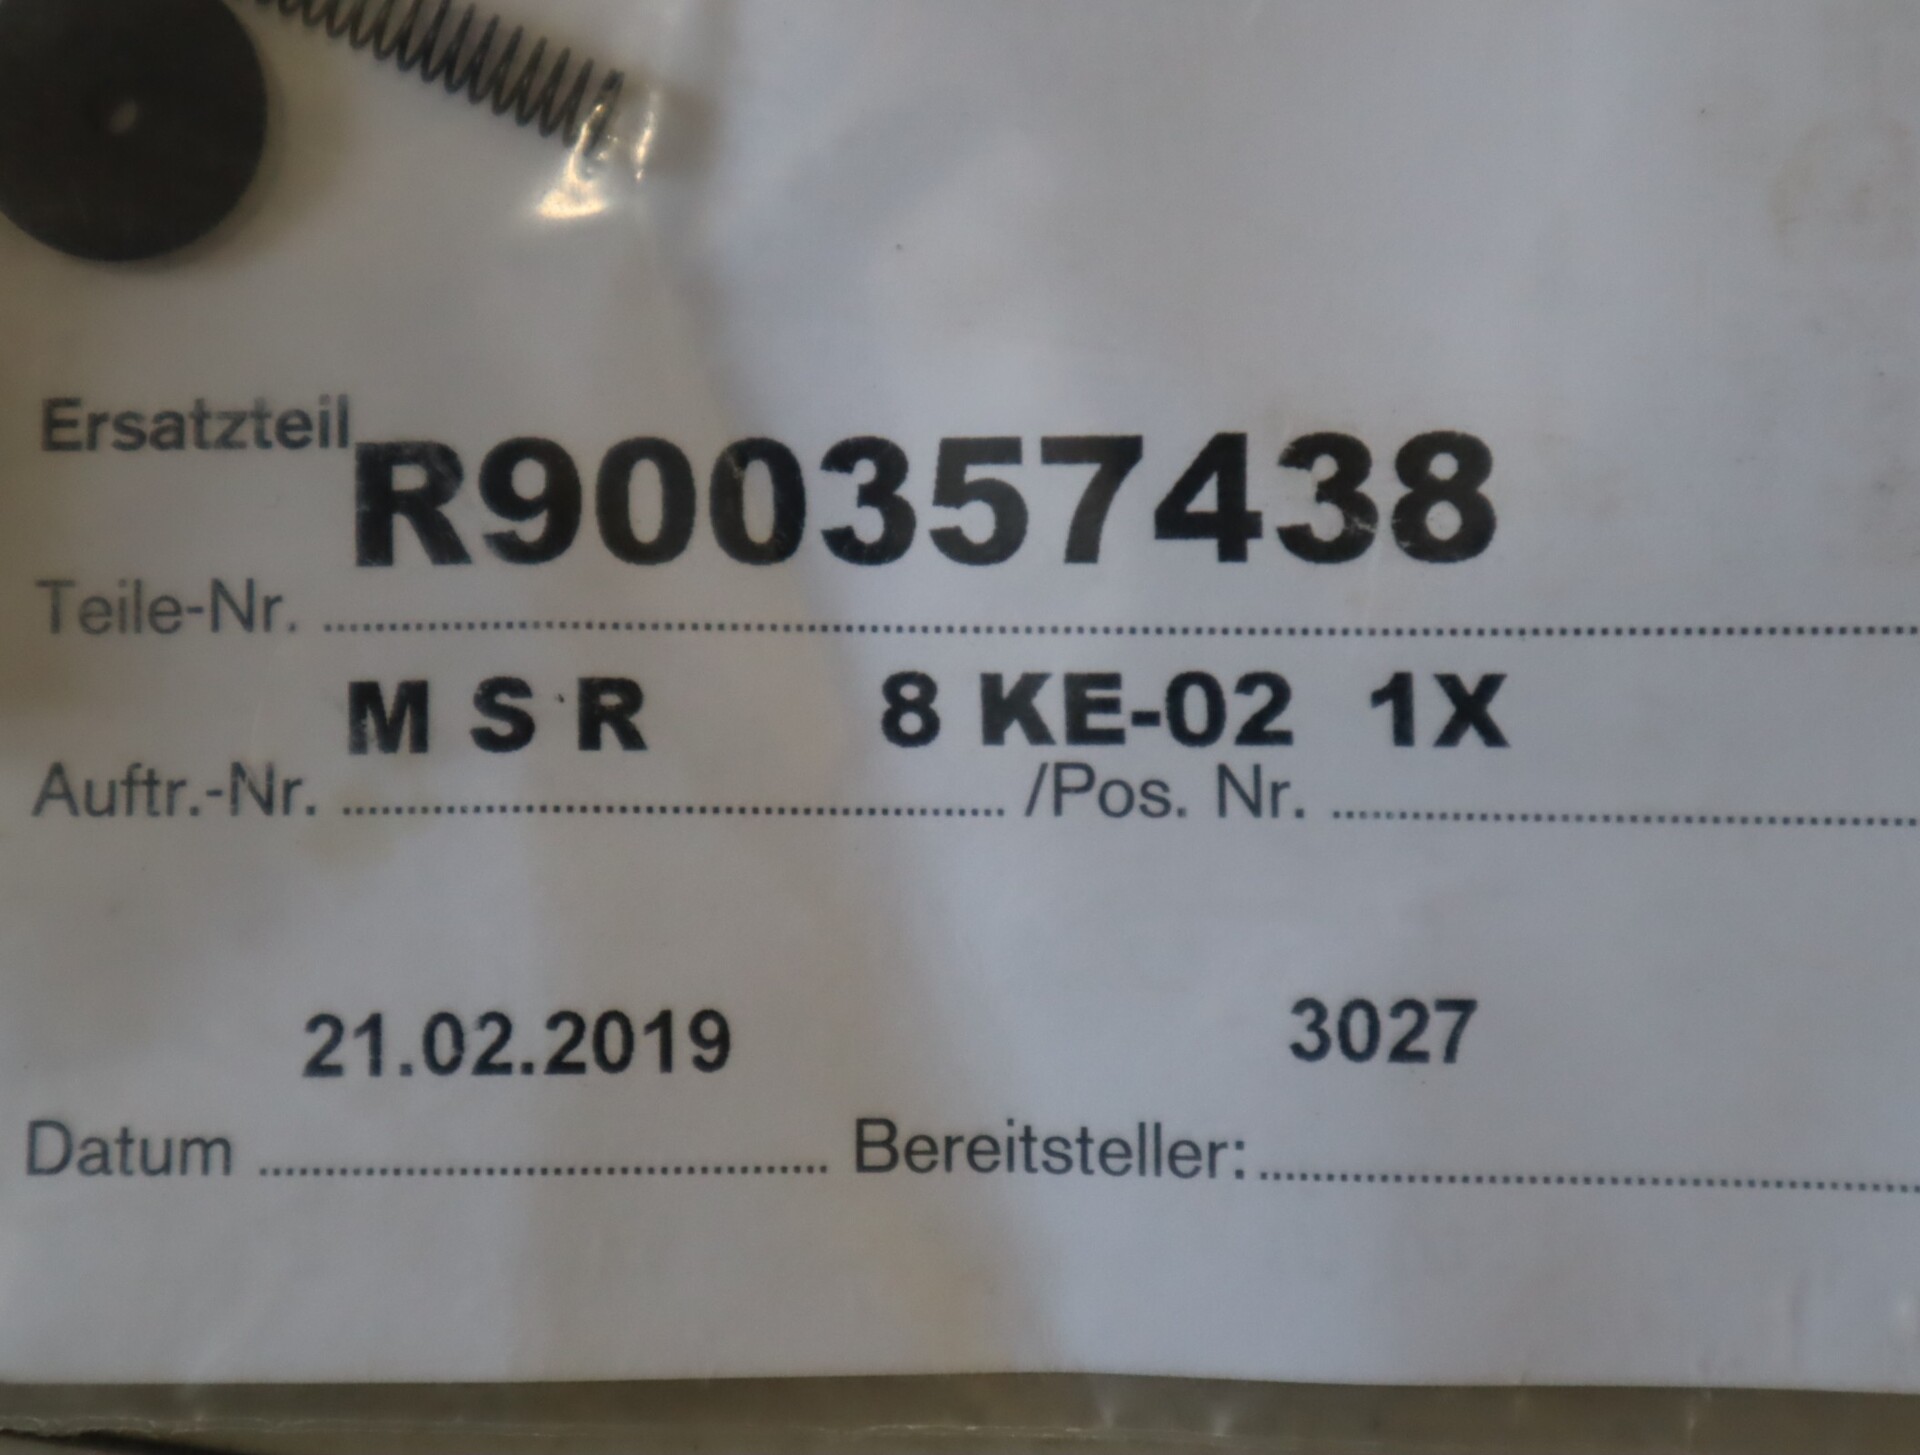 Ersatzteil R900357438
Teile-Nr. ........................................
M S R 8 KE-02 1X
Auftr.-Nr. .................... /Pos. Nr. ....................
21.02.2019 3027
Datum .................... Bereitsteller: ....................